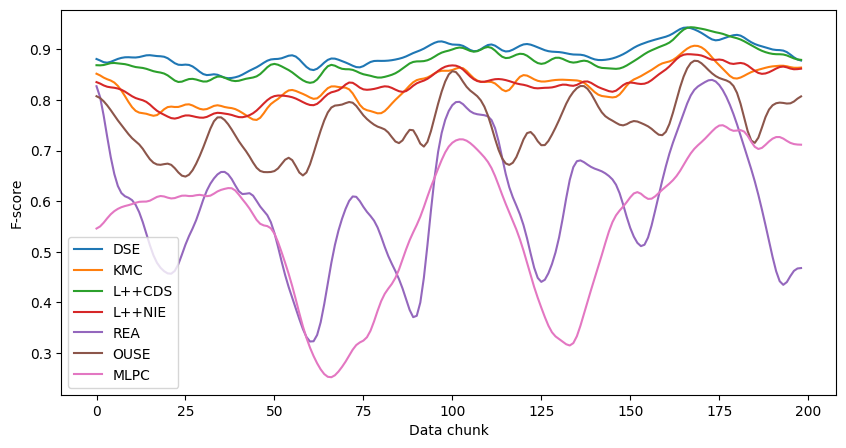 F-score
0.9
0.8
0.7
0.6
0.5
0.4
0.3
DSE
KMC
L++CDS
L++NIE
REA
OUSE
MLPC
0 25 50 75 100 125 150 175 200
Data chunk